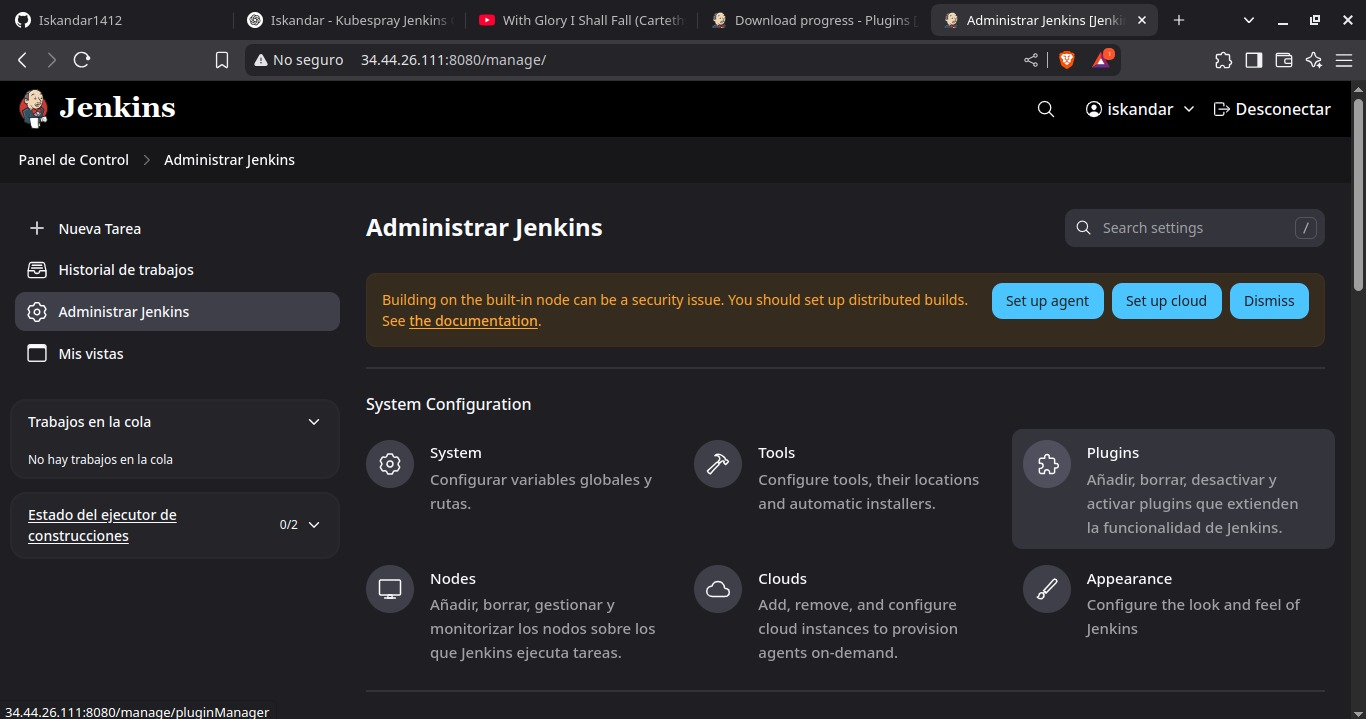 Iskandar1412
Iskandar - Kubespray Jenkins
With Glory I Shall Fall (Carteth
Download progress - Plugins [
Administrar Jenkins [Jenki
No seguro 34.44.26.111:8080/manage/
Jenkins
iskandar
Desconectar
Panel de Control
Administrar Jenkins
Nueva Tarea
Historial de trabajos
Administrar Jenkins
Mis vistas
Trabajos en la cola
No hay trabajos en la cola
Estado del ejecutor de
construcciones
0/2
Administrar Jenkins
Search settings
/
Building on the built-in node can be a security issue. You should set up distributed builds.
See the documentation.
Set up agent
Set up cloud
Dismiss
System Configuration
System
Configurar variables globales y
rutas.
Tools
Configure tools, their locations
and automatic installers.
Plugins
Añadir, borrar, desactivar y
activar plugins que extienden
la funcionalidad de Jenkins.
Nodes
Añadir, borrar, gestionar y
monitorizar los nodos sobre los
que Jenkins ejecuta tareas.
Clouds
Add, remove, and configure
cloud instances to provision
agents on-demand.
Appearance
Configure the look and feel of
Jenkins
34.44.26.111:8080/manage/pluginManager